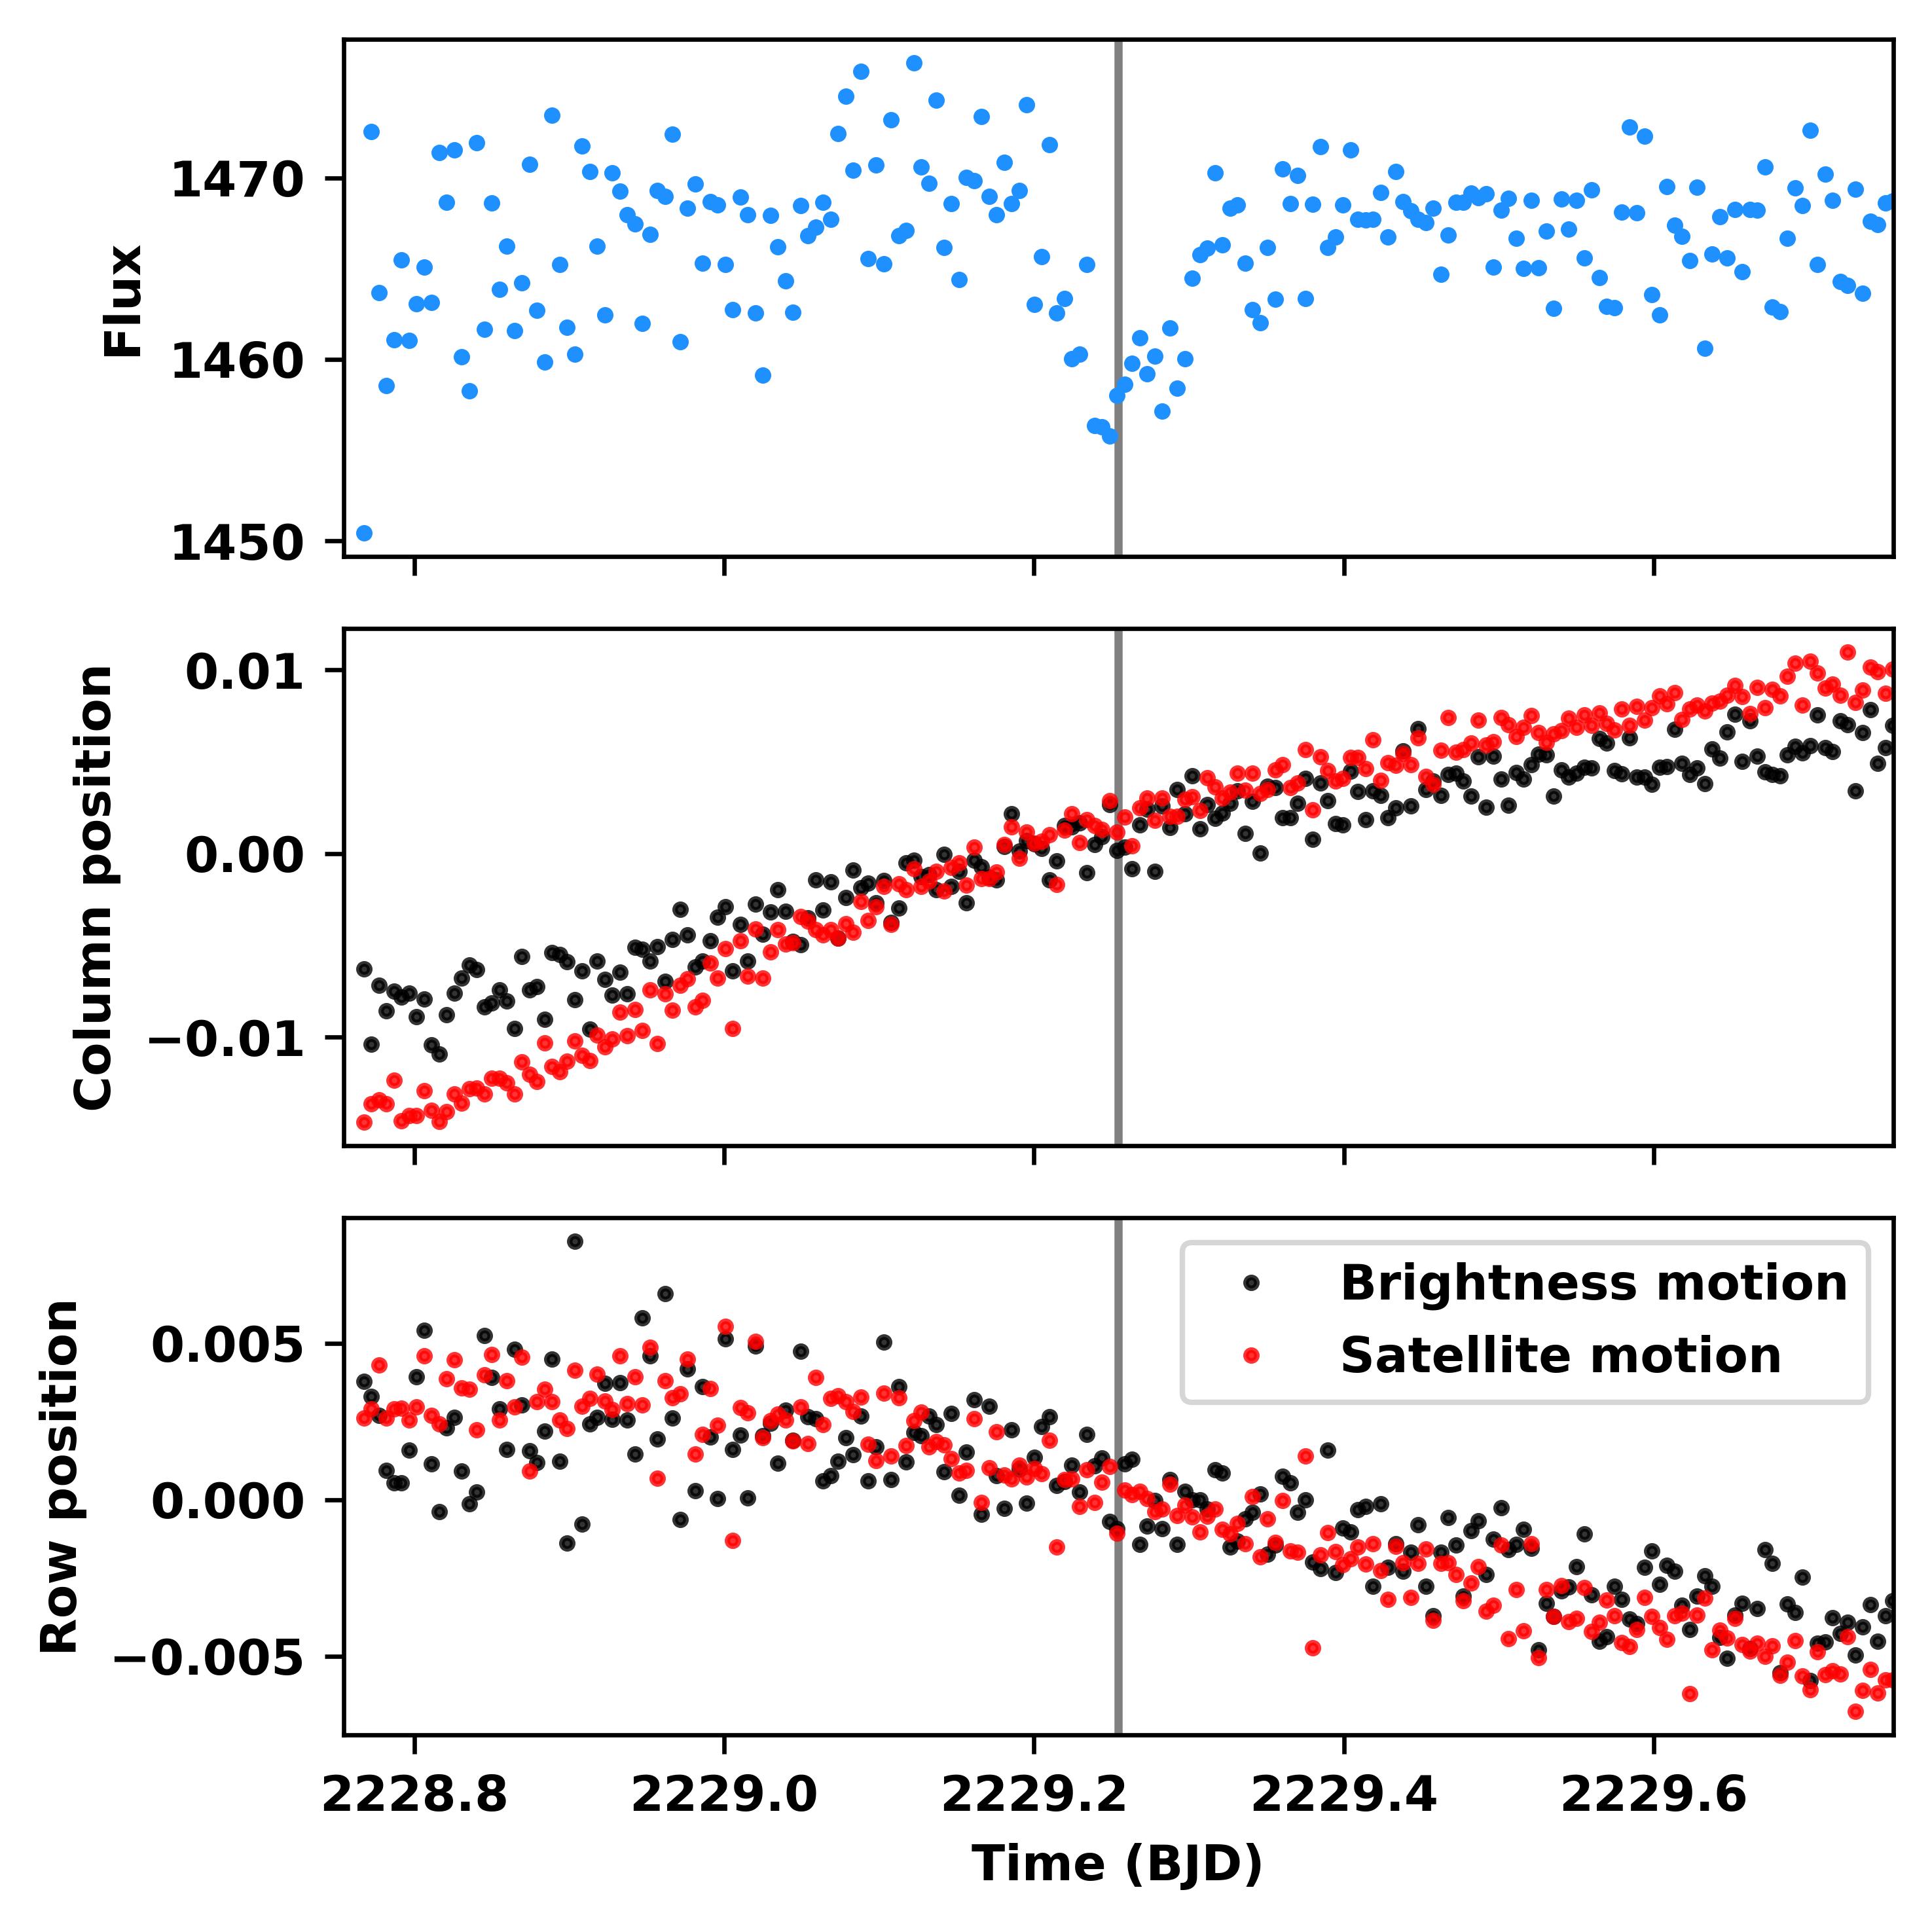 Flux
1470
1460
1450
Column position
0.01
0.00
−0.01
Row position
0.005
0.000
−0.005
Brightness motion
Satellite motion
2228.8 2229.0 2229.2 2229.4 2229.6
Time (BJD)